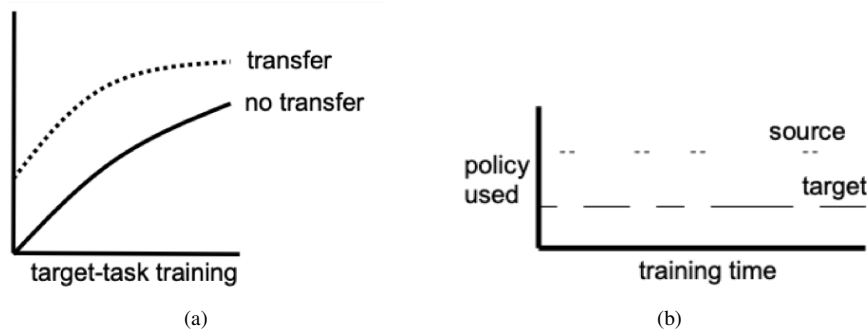 transfer
no transfer
target-task training
(a)
source
policy
used
target
training time
(b)